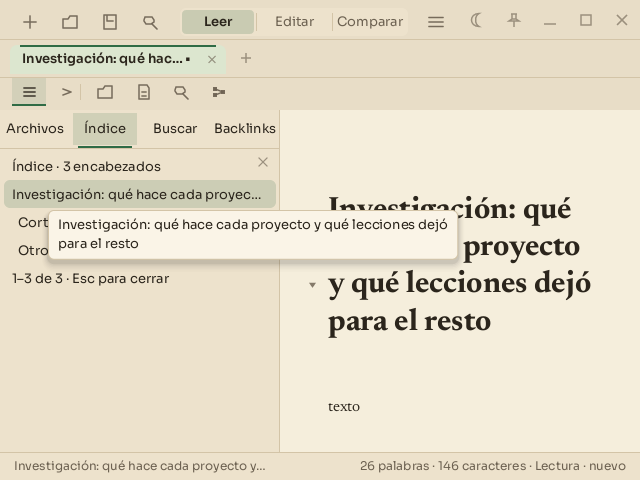 Leer
Editar
Comparar
Investigación: qué hac... •
Archivos
Índice
Buscar
Backlinks
Índice · 3 encabezados
Investigación: qué hace cada proyec...
Cort
Otro
Investigación: qué hace cada proyecto y qué lecciones dejó
para el resto
1–3 de 3 · Esc para cerrar
Investigación: qué
proyecto
y qué lecciones dejó
para el resto
texto
Investigación: qué hace cada proyecto y...
26 palabras · 146 caracteres · Lectura · nuevo